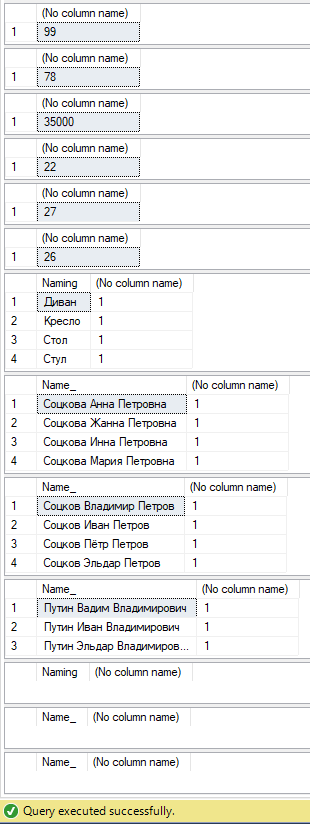 (No column name)
1 99
(No column name)
1 78
(No column name)
1 35000
(No column name)
1 22
(No column name)
1 27
(No column name)
1 26
Naming (No column name)
1 Диван 1
2 Кресло 1
3 Стол 1
4 Стул 1
Name_ (No column name)
1 Соцкова Анна Петровна 1
2 Соцкова Жанна Петровна 1
3 Соцкова Инна Петровна 1
4 Соцкова Мария Петровна 1
Name_ (No column name)
1 Соцков Владимир Петров 1
2 Соцков Иван Петров 1
3 Соцков Пётр Петров 1
4 Соцков Эльдар Петров 1
Name_ (No column name)
1 Путин Вадим Владимирович 1
2 Путин Иван Владимирович 1
3 Путин Эльдар Владимиров... 1
Naming (No column name)
Name_ (No column name)
Name_ (No column name)
Query executed successfully.